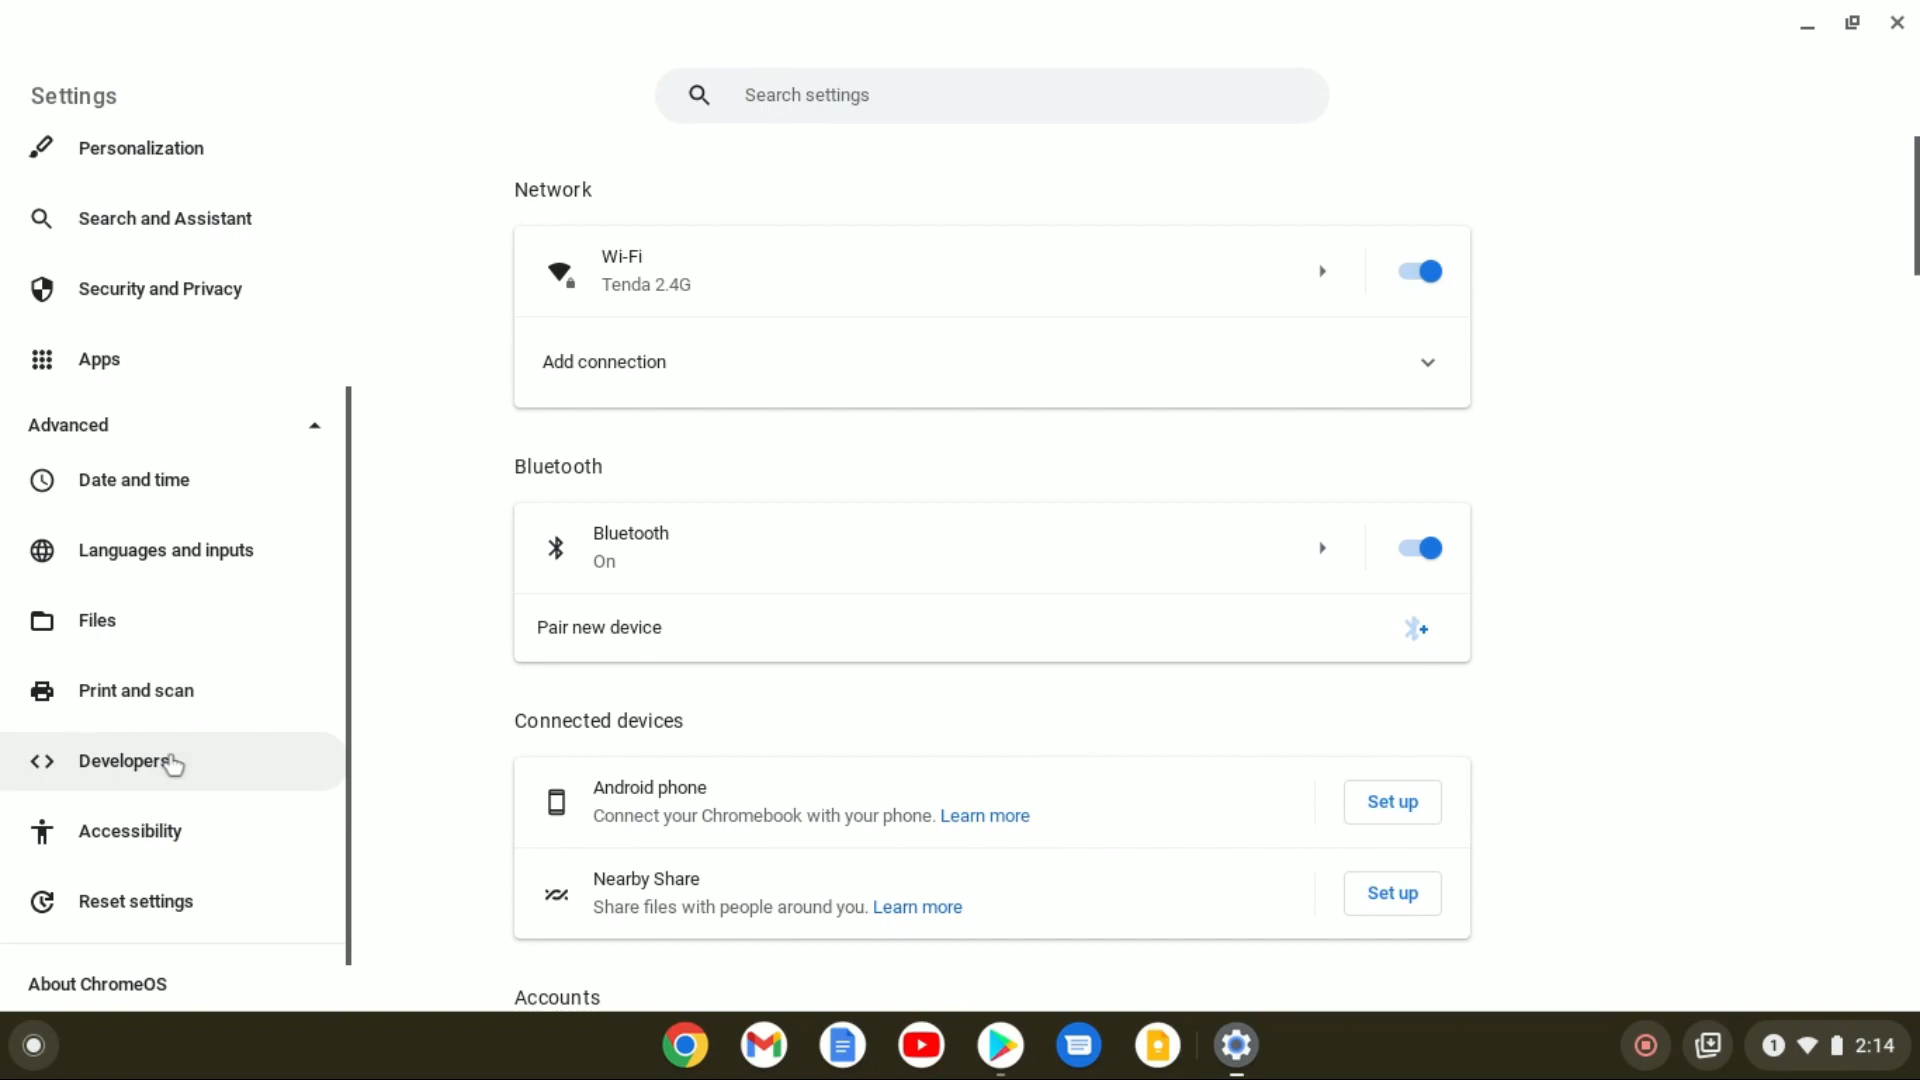 Settings
Search settings
Personalization
Search and Assistant
Security and Privacy
Apps
Advanced
Date and time
Languages and inputs
Files
Print and scan
Developers
Accessibility
Reset settings
About ChromeOS
Network
Wi-Fi
Tenda 2.4G
Add connection
Bluetooth
Bluetooth
On
Pair new device
Connected devices
Android phone
Connect your Chromebook with your phone. Learn more
Set up
Nearby Share
Share files with people around you. Learn more
Set up
Accounts
1 2:14